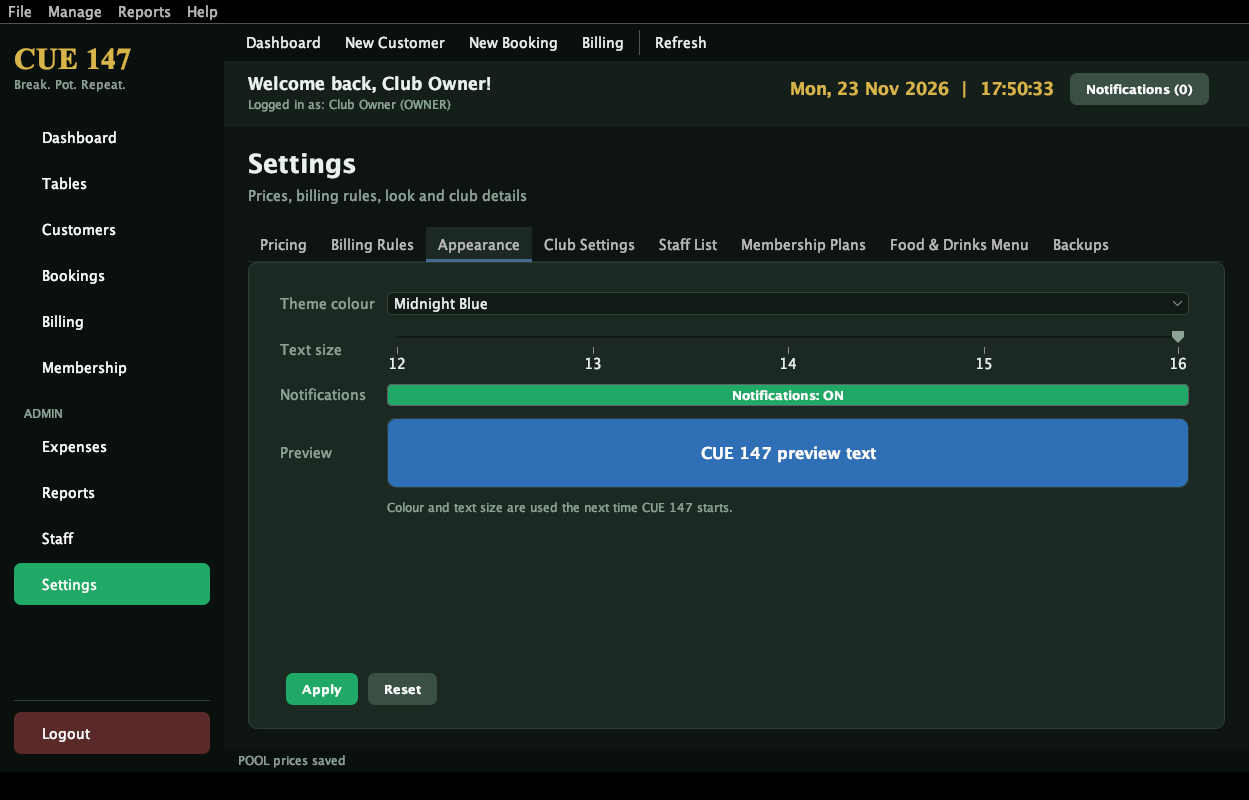 File Manage Reports Help
CUE 147
Break. Pot. Repeat.
Dashboard New Customer New Booking Billing Refresh
Welcome back, Club Owner!
Logged in as: Club Owner (OWNER)
Mon, 23 Nov 2026 | 17:50:33
Notifications (0)
Dashboard
Tables
Customers
Bookings
Billing
Membership
ADMIN
Expenses
Reports
Staff
Settings
Logout
Settings
Prices, billing rules, look and club details
Pricing Billing Rules Appearance Club Settings Staff List Membership Plans Food & Drinks Menu Backups
Theme colour Midnight Blue
Text size
12 13 14 15 16
Notifications Notifications: ON
Preview CUE 147 preview text
Colour and text size are used the next time CUE 147 starts.
Apply Reset
POOL prices saved